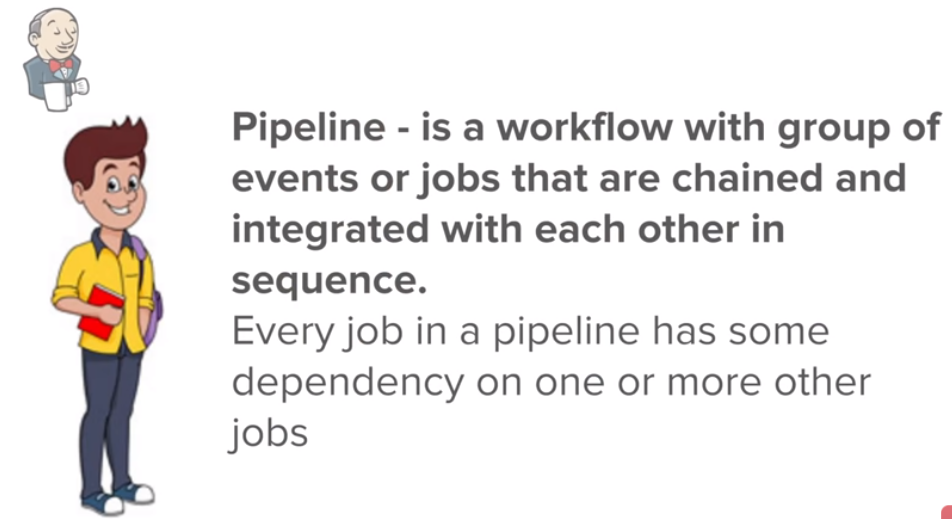 Pipeline - is a workflow with group of
events or jobs that are chained and
integrated with each other in
sequence.
Every job in a pipeline has some
dependency on one or more other
jobs